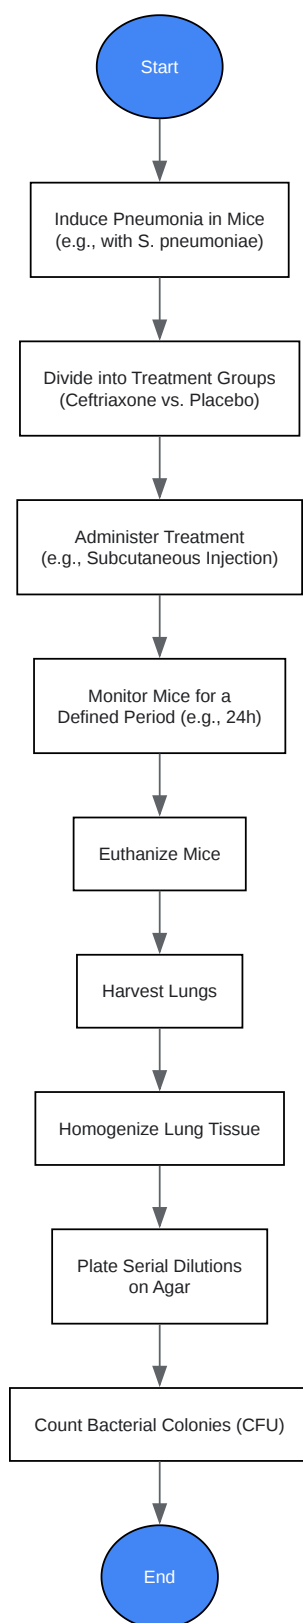 Start
Induce Pneumonia in Mice
(e.g., with S. pneumoniae)
Divide into Treatment Groups
(Ceftriaxone vs. Placebo)
Administer Treatment
(e.g., Subcutaneous Injection)
Monitor Mice for a
Defined Period (e.g., 24h)
Euthanize Mice
Harvest Lungs
Homogenize Lung Tissue
Plate Serial Dilutions
on Agar
Count Bacterial Colonies (CFU)
End